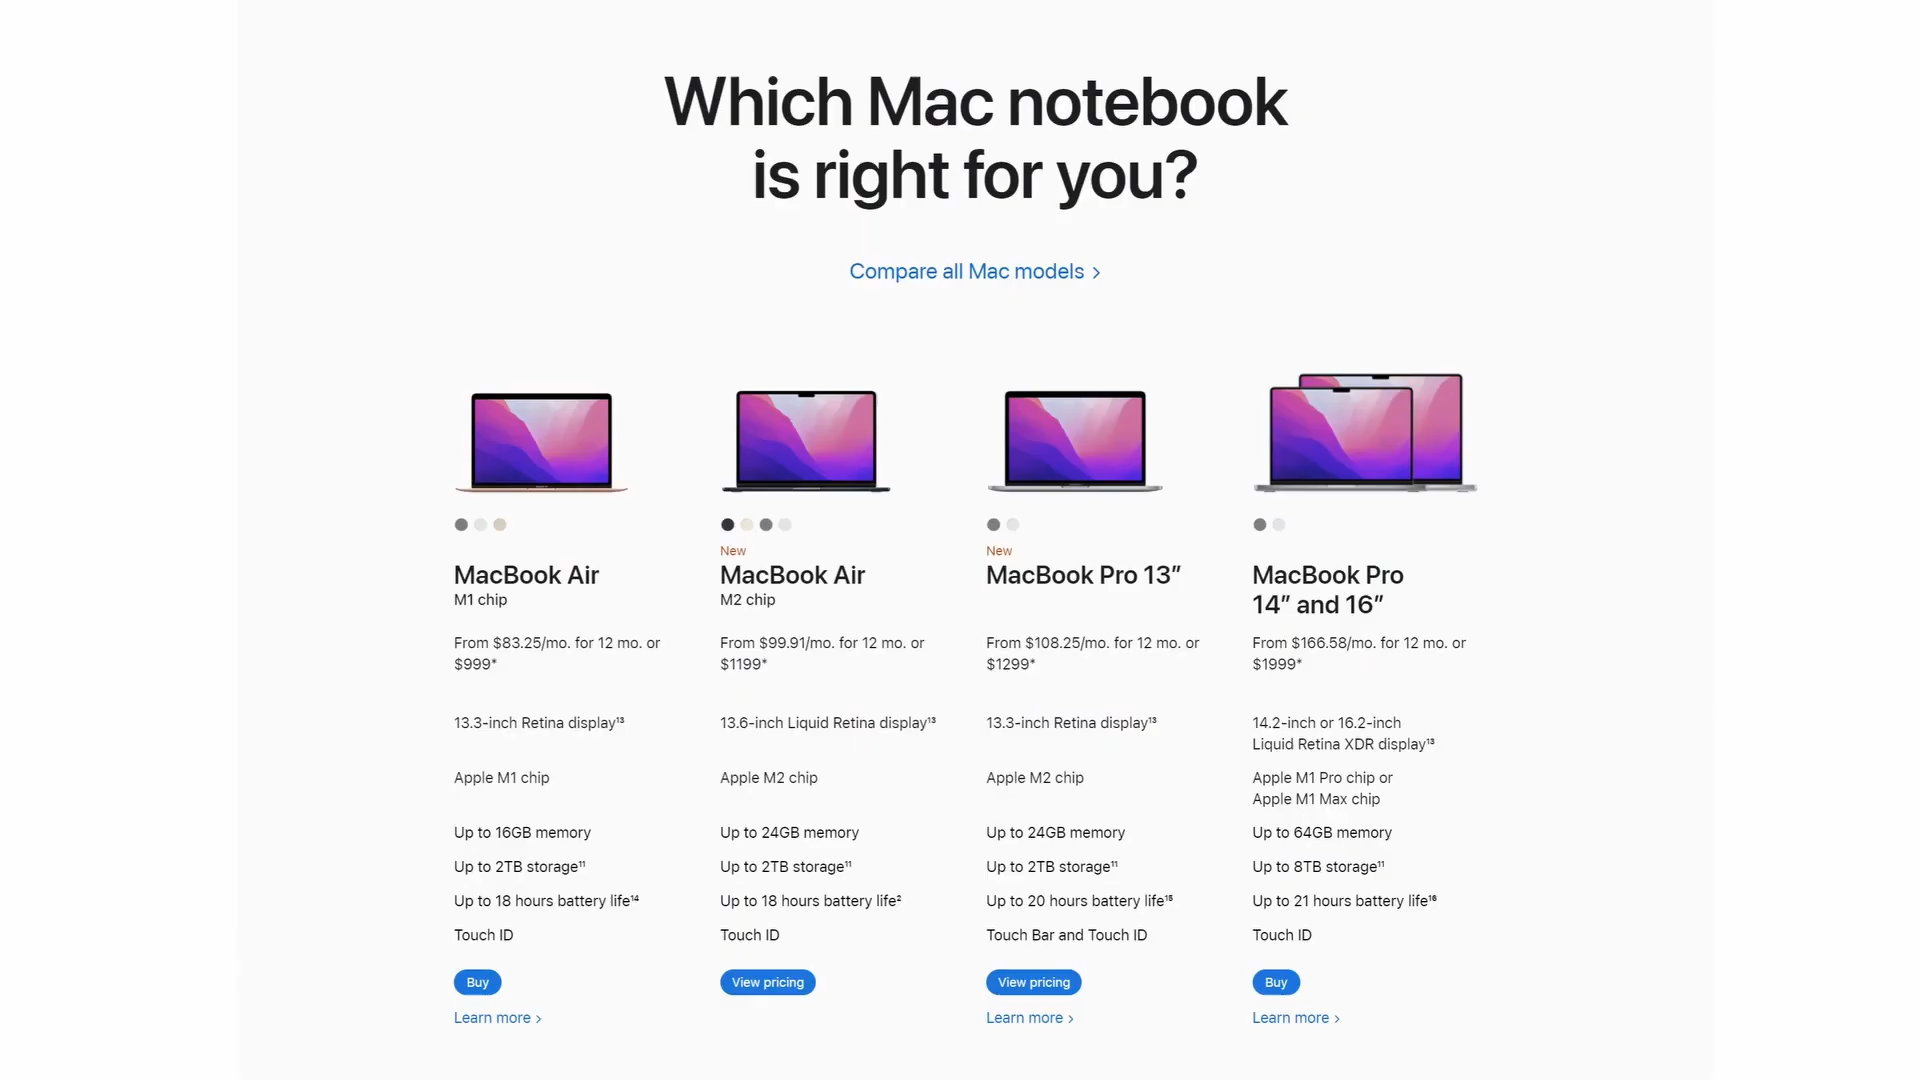 Which Mac notebook
is right for you?
Compare all Mac models >
MacBook Air
M1 chip
From $83.25/mo. for 12 mo. or
$999*
13.3-inch Retina display¹³
Apple M1 chip
Up to 16GB memory
Up to 2TB storage¹¹
Up to 18 hours battery life¹⁴
Touch ID
Buy
Learn more >
New
MacBook Air
M2 chip
From $99.91/mo. for 12 mo. or
$1199*
13.6-inch Liquid Retina display¹³
Apple M2 chip
Up to 24GB memory
Up to 2TB storage¹¹
Up to 18 hours battery life²
Touch ID
View pricing
New
MacBook Pro 13”
From $108.25/mo. for 12 mo. or
$1299*
13.3-inch Retina display¹³
Apple M2 chip
Up to 24GB memory
Up to 2TB storage¹¹
Up to 20 hours battery life¹⁵
Touch Bar and Touch ID
View pricing
Learn more >
MacBook Pro
14” and 16”
From $166.58/mo. for 12 mo. or
$1999*
14.2-inch or 16.2-inch
Liquid Retina XDR display¹³
Apple M1 Pro chip or
Apple M1 Max chip
Up to 64GB memory
Up to 8TB storage¹¹
Up to 21 hours battery life¹⁶
Touch ID
Buy
Learn more >